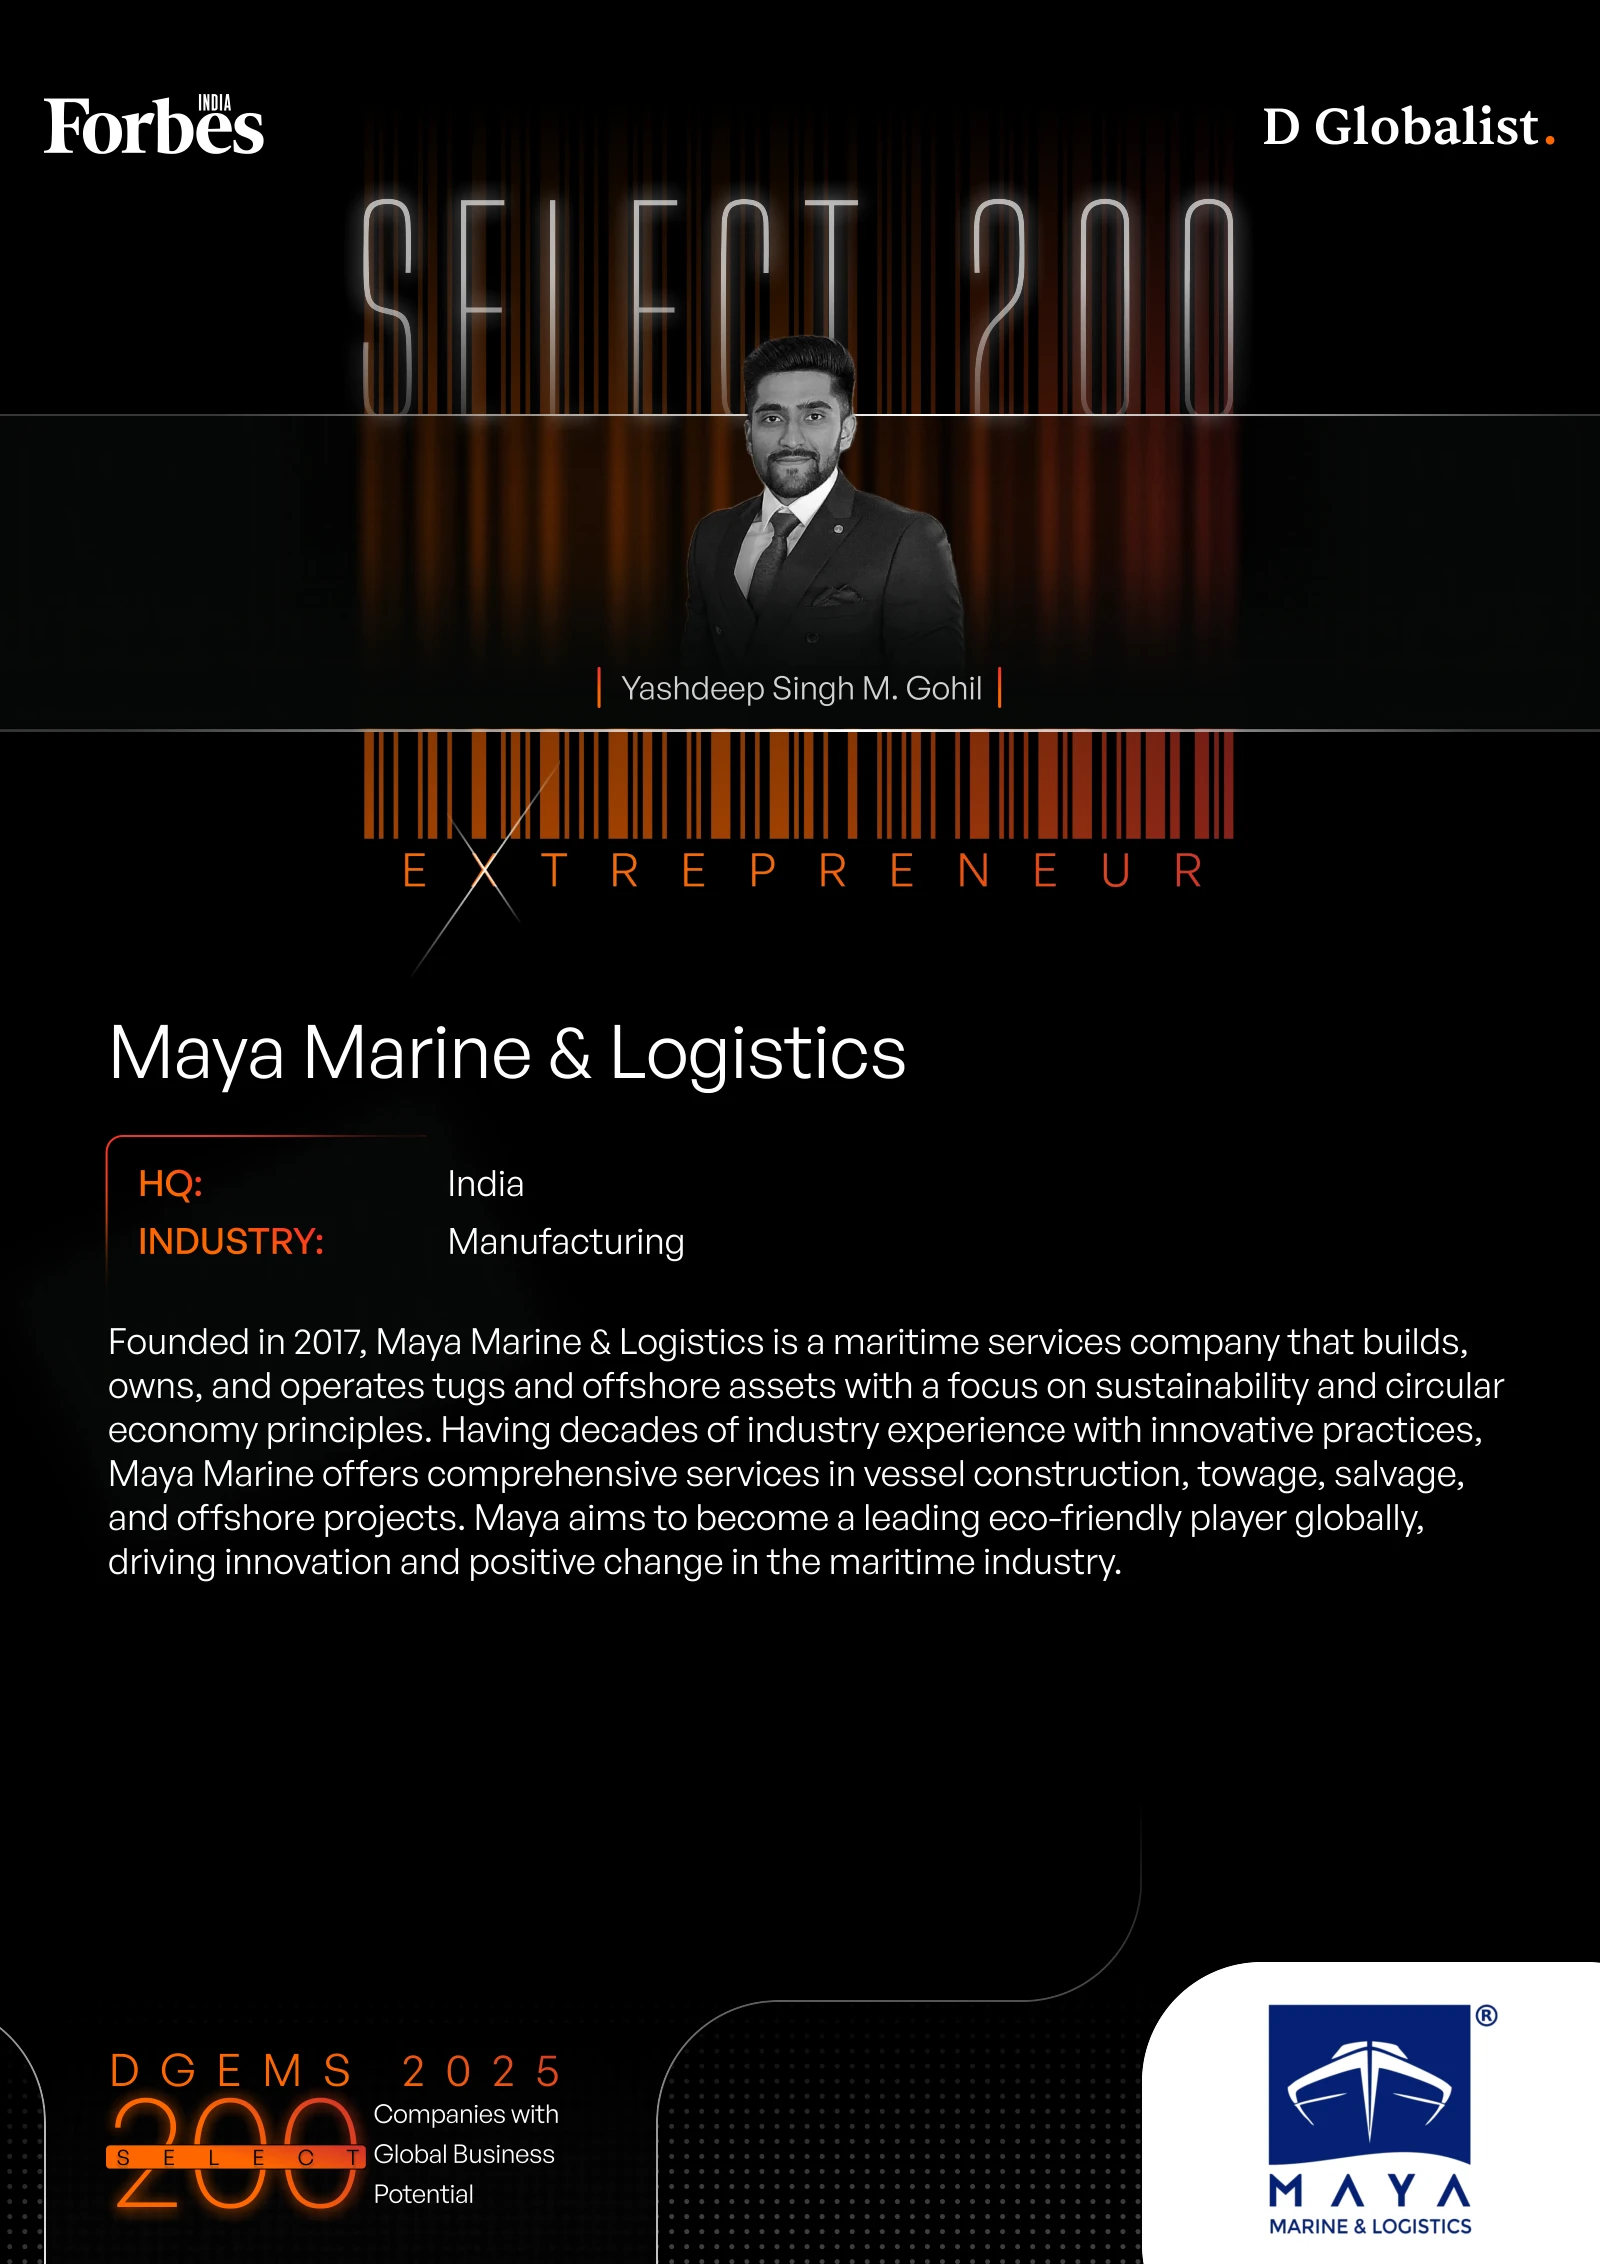 Forbes INDIA
D Globalist.
SELECT 200
Yashdeep Singh M. Gohil
EXTREPRENEUR
Maya Marine & Logistics
HQ: India
INDUSTRY: Manufacturing
Founded in 2017, Maya Marine & Logistics is a maritime services company that builds,
owns, and operates tugs and offshore assets with a focus on sustainability and circular
economy principles. Having decades of industry experience with innovative practices,
Maya Marine offers comprehensive services in vessel construction, towage, salvage,
and offshore projects. Maya aims to become a leading eco-friendly player globally,
driving innovation and positive change in the maritime industry.
DGEMS 2025
200
SELECT
Companies with
Global Business
Potential
®
MAYA
MARINE & LOGISTICS